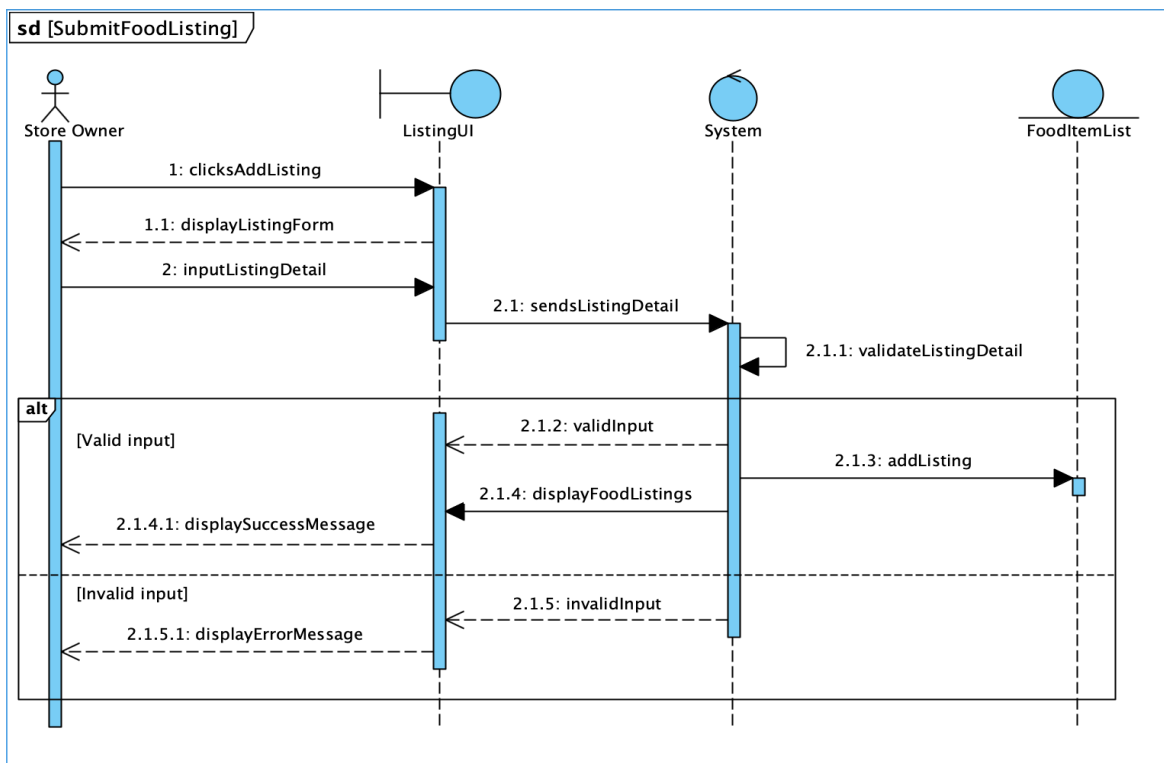 sd [SubmitFoodListing]
Store Owner
ListingUI
System
FoodItemList
1: clicksAddListing
1.1: displayListingForm
2: inputListingDetail
2.1: sendsListingDetail
2.1.1: validateListingDetail
alt
[Valid input]
2.1.2: validInput
2.1.3: addListing
2.1.4: displayFoodListings
2.1.4.1: displaySuccessMessage
[Invalid input]
2.1.5: invalidInput
2.1.5.1: displayErrorMessage